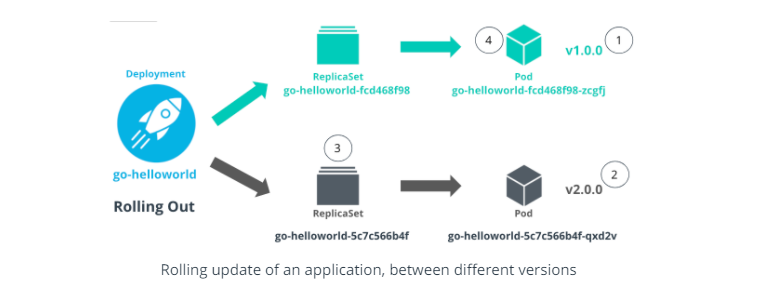 Deployment
go-helloworld
Rolling Out
ReplicaSet
go-helloworld-fcd468f98
4
Pod
go-helloworld-fcd468f98-zcgfj
v1.0.0
1
3
ReplicaSet
go-helloworld-5c7c566b4f
Pod
go-helloworld-5c7c566b4f-qxd2v
v2.0.0
2
Rolling update of an application, between different versions